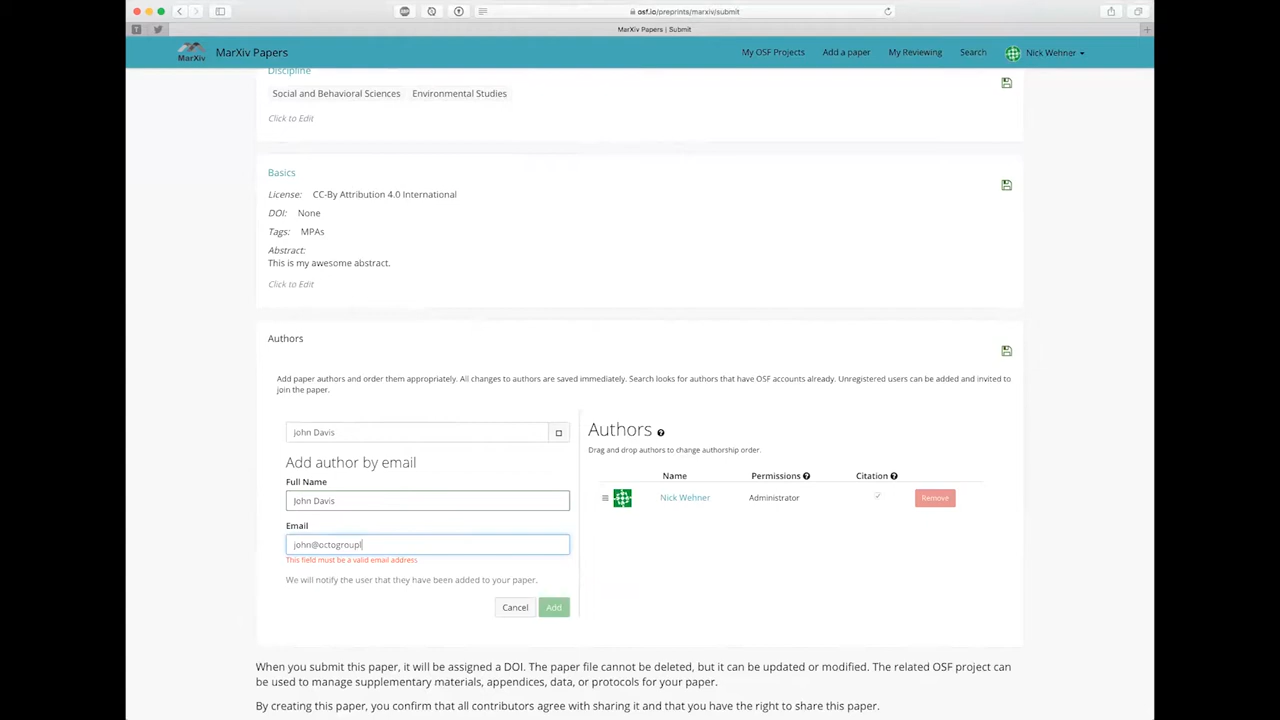 osf.io/preprints/marxiv/submit
T
MarXiv Papers | Submit
MarXiv
MarXiv Papers
My OSF Projects
Add a paper
My Reviewing
Search
Nick Wehner
Discipline
Social and Behavioral Sciences Environmental Studies
Click to Edit
Basics
License: CC-By Attribution 4.0 International
DOI: None
Tags: MPAs
Abstract:
This is my awesome abstract.
Click to Edit
Authors
Add paper authors and order them appropriately. All changes to authors are saved immediately. Search looks for authors that have OSF accounts already. Unregistered users can be added and invited to
join the paper.
john Davis
Add author by email
Full Name
John Davis
Email
john@octogroupl
This field must be a valid email address
We will notify the user that they have been added to your paper.
Cancel
Add
Authors
Drag and drop authors to change authorship order.
Name Permissions Citation
Nick Wehner Administrator Remove
When you submit this paper, it will be assigned a DOI. The paper file cannot be deleted, but it can be updated or modified. The related OSF project can
be used to manage supplementary materials, appendices, data, or protocols for your paper.
By creating this paper, you confirm that all contributors agree with sharing it and that you have the right to share this paper.